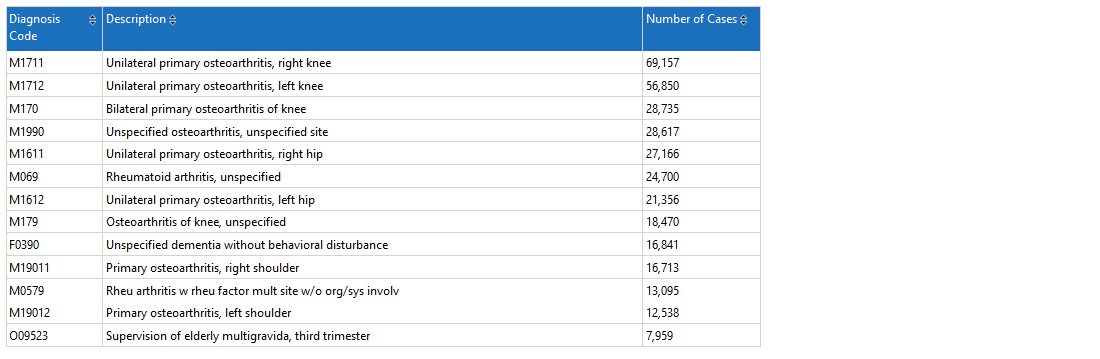 Diagnosis Code Description Number of Cases
M1711 Unilateral primary osteoarthritis, right knee 69,157
M1712 Unilateral primary osteoarthritis, left knee 56,850
M170 Bilateral primary osteoarthritis of knee 28,735
M1990 Unspecified osteoarthritis, unspecified site 28,617
M1611 Unilateral primary osteoarthritis, right hip 27,166
M069 Rheumatoid arthritis, unspecified 24,700
M1612 Unilateral primary osteoarthritis, left hip 21,356
M179 Osteoarthritis of knee, unspecified 18,470
F0390 Unspecified dementia without behavioral disturbance 16,841
M19011 Primary osteoarthritis, right shoulder 16,713
M0579 Rheu arthritis w rheu factor mult site w/o org/sys involv 13,095
M19012 Primary osteoarthritis, left shoulder 12,538
O09523 Supervision of elderly multigravida, third trimester 7,959